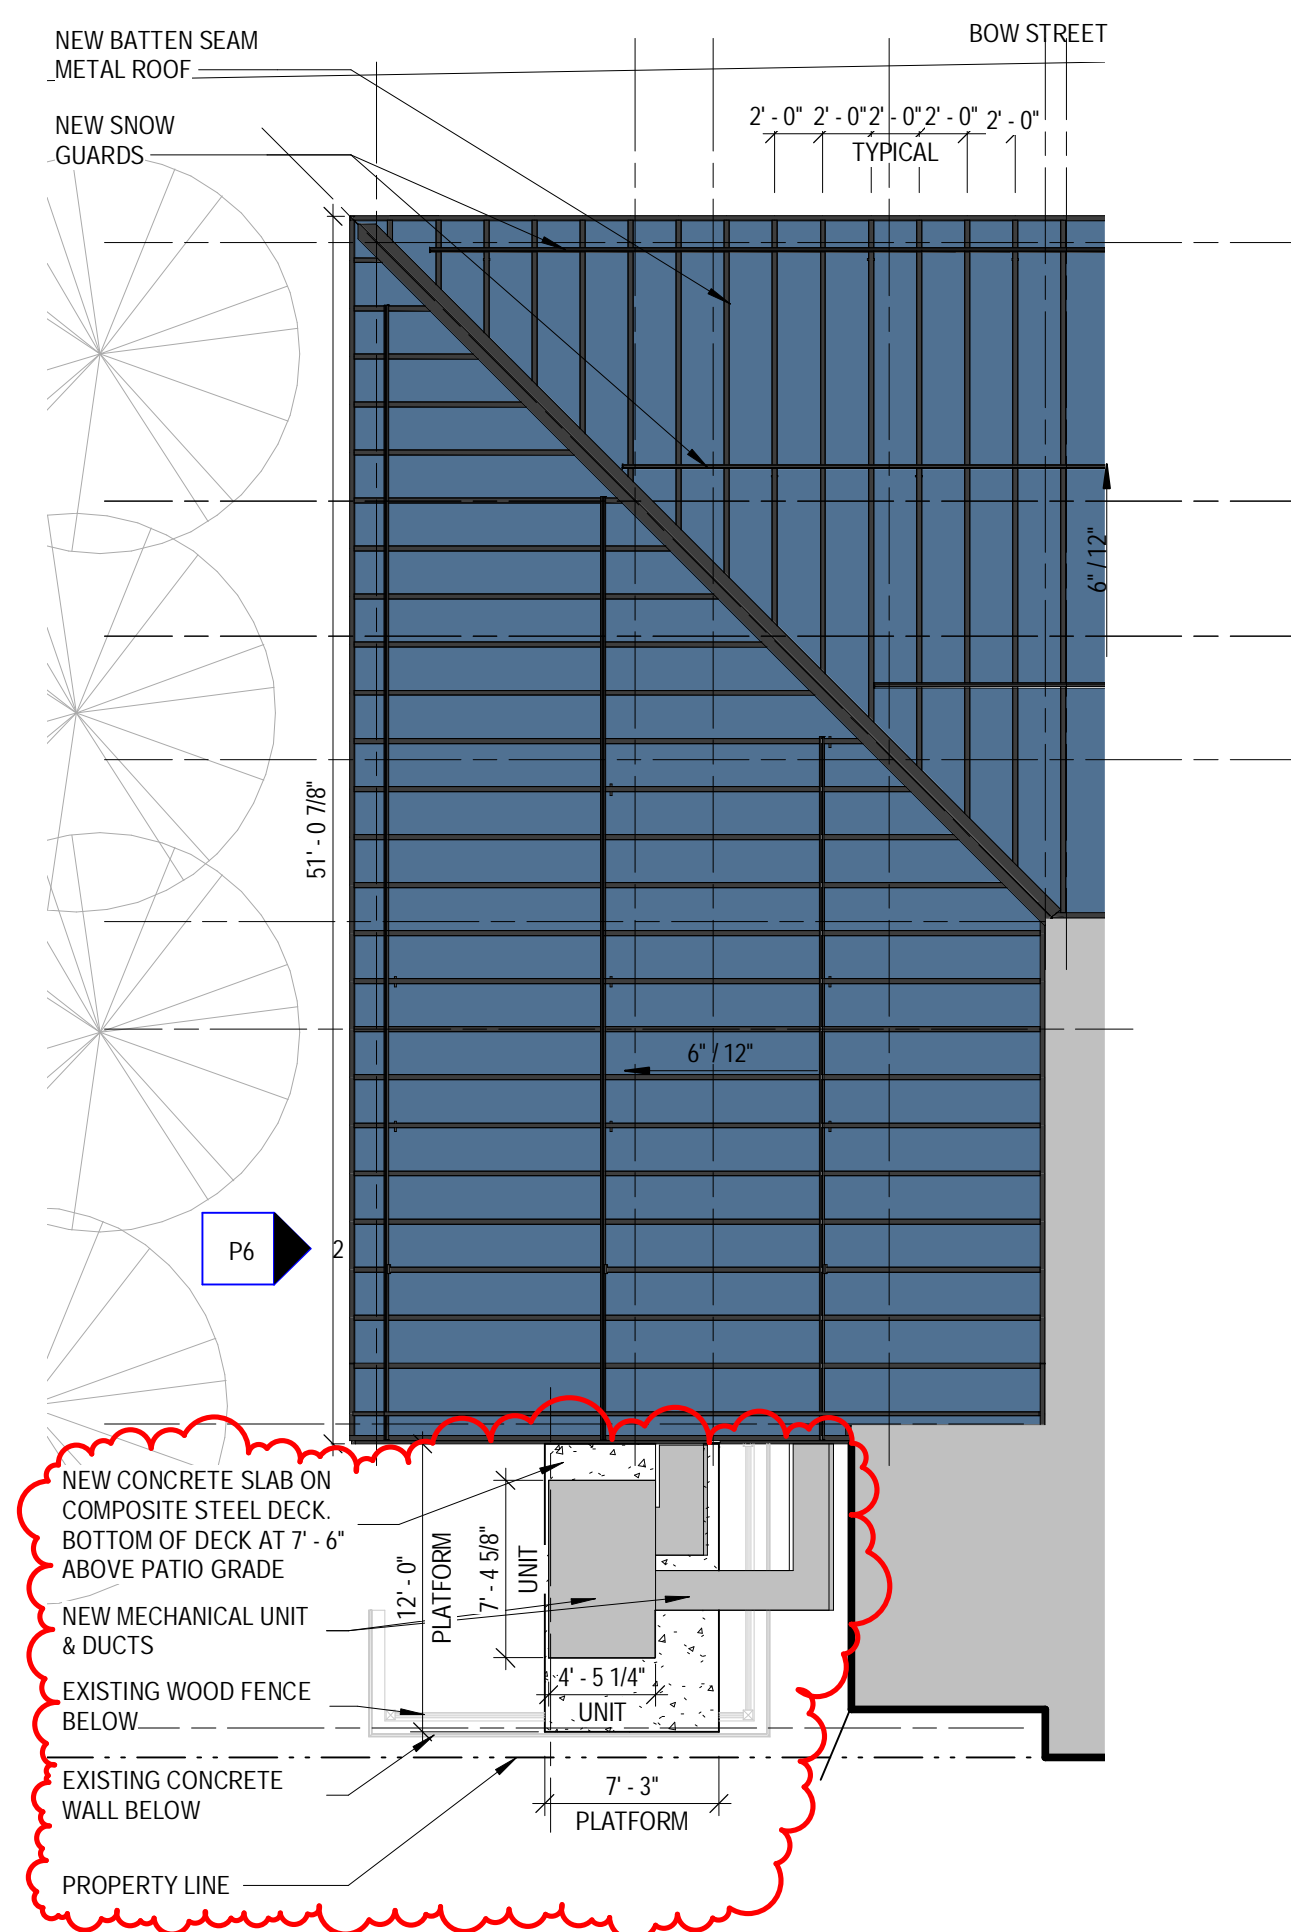 NEW BATTEN SEAM
METAL ROOF
BOW STREET
NEW SNOW
GUARDS
2' - 0" 2' - 0" 2' - 0" 2' - 0" 2' - 0"
TYPICAL
6" / 12"
51' - 0 7/8"
6" / 12"
P6
2
NEW CONCRETE SLAB ON
COMPOSITE STEEL DECK.
BOTTOM OF DECK AT 7' - 6"
ABOVE PATIO GRADE
12' - 0"
PLATFORM
7' - 4 5/8"
UNIT
NEW MECHANICAL UNIT
& DUCTS
4' - 5 1/4"
UNIT
EXISTING WOOD FENCE
BELOW
EXISTING CONCRETE
WALL BELOW
7' - 3"
PLATFORM
PROPERTY LINE